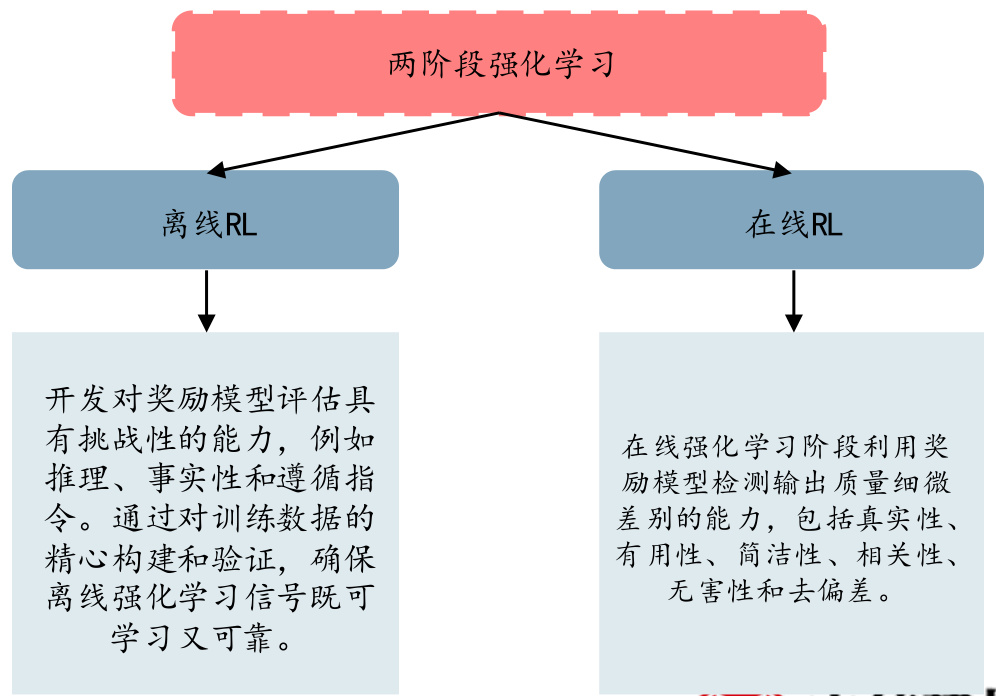 两阶段强化学习
离线RL
在线RL
开发对奖励模型评估具
有挑战性的能力，例如
推理、事实性和遵循指
令。通过对训练数据的
精心构建和验证，确保
离线强化学习信号既可
学习又可靠。
在线强化学习阶段利用奖
励模型检测输出质量细微
差别的能力，包括真实性、
有用性、简洁性、相关性、
无害性和去偏差。